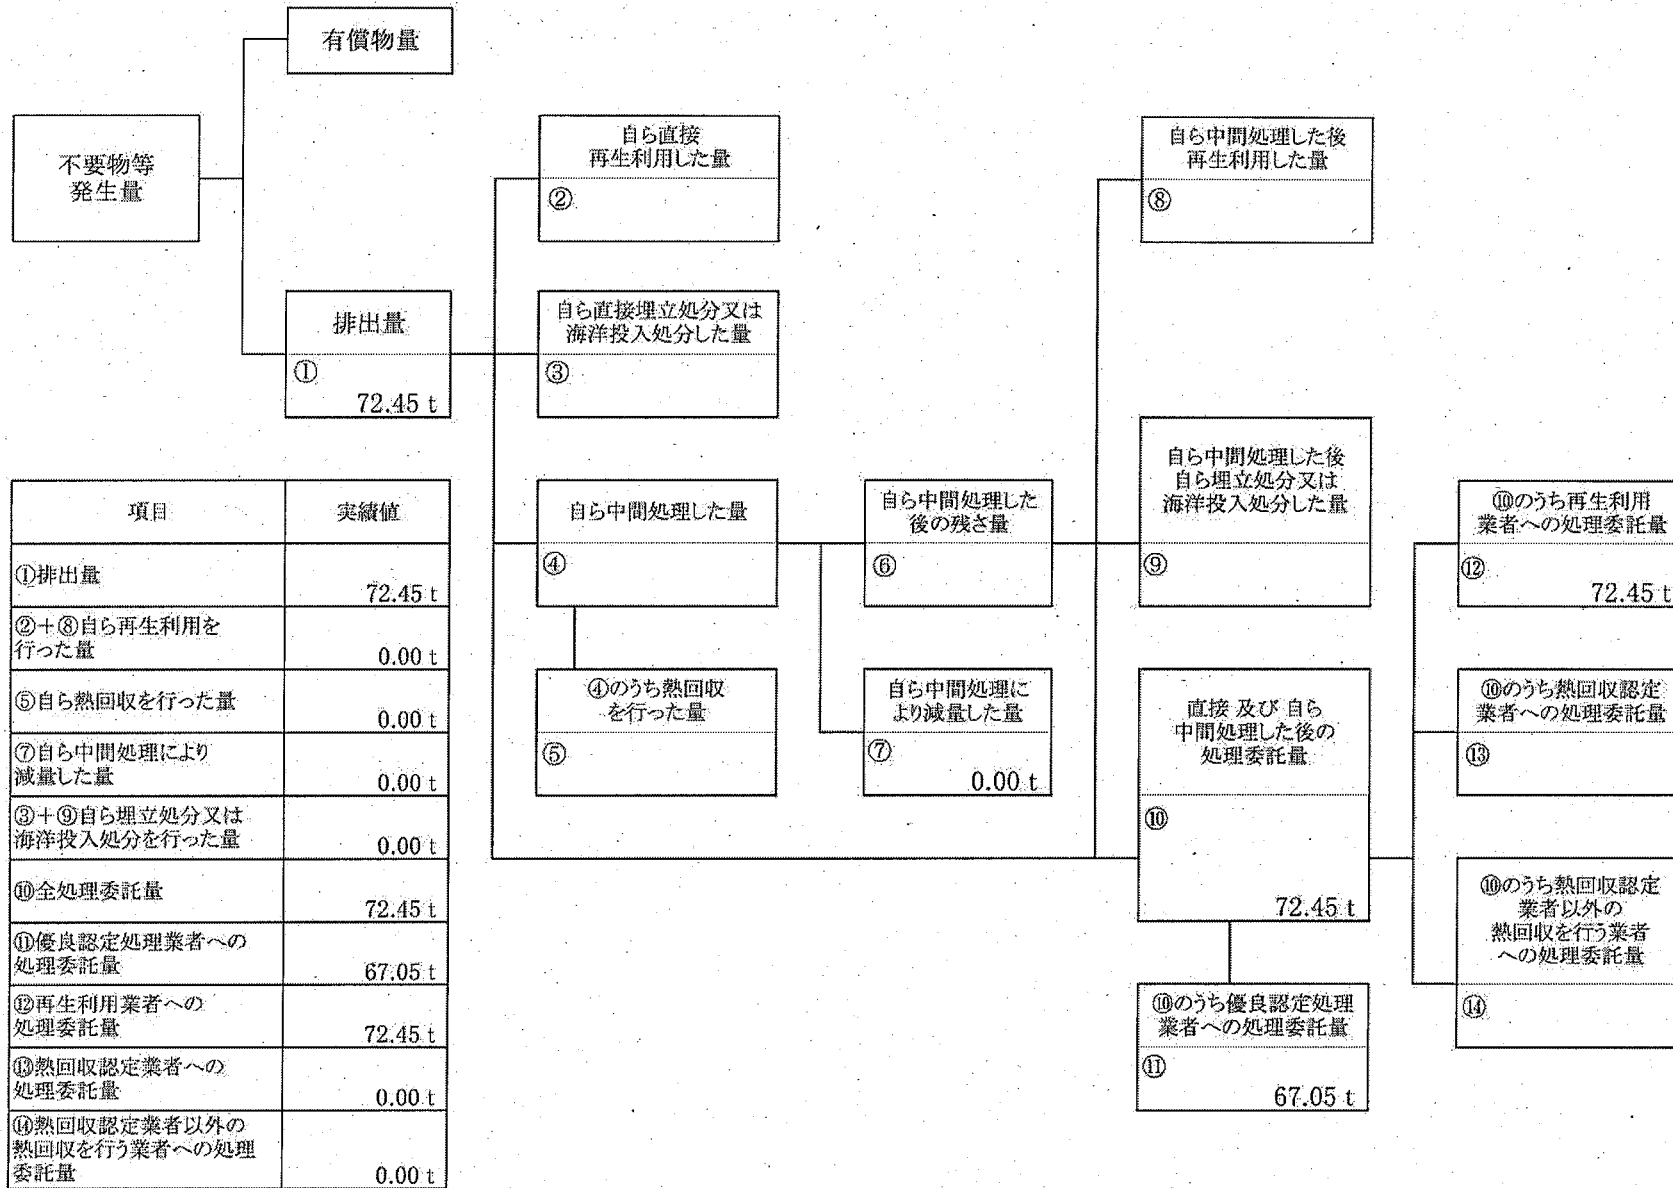 有償物量
不要物等
発生量
排出量
①
72.45 t
自ら直接
再生利用した量
②
自ら直接埋立処分又は
海洋投入処分した量
③
自ら中間処理した量
④
④のうち熱回収
を行った量
⑤
自ら中間処理した
後の残さ量
⑥
自ら中間処理に
より減量した量
⑦
0.00 t
自ら中間処理した後
再生利用した量
⑧
自ら中間処理した後
自ら埋立処分又は
海洋投入処分した量
⑨
直接 及び 自ら
中間処理した後の
処理委託量
⑩
72.45 t
⑩のうち優良認定処理
業者への処理委託量
⑪
67.05 t
⑩のうち再生利用
業者への処理委託量
⑫
72.45 t
⑩のうち熱回収認定
業者への処理委託量
⑬
⑩のうち熱回収認定
業者以外の
熱回収を行う業者
への処理委託量
⑭
項目 実績値
①排出量 72.45 t
②+⑧自ら再生利用を
行った量 0.00 t
⑤自ら熱回収を行った量 0.00 t
⑦自ら中間処理により
減量した量 0.00 t
③+⑨自ら埋立処分又は
海洋投入処分を行った量 0.00 t
⑩全処理委託量 72.45 t
⑪優良認定処理業者への
処理委託量 67.05 t
⑫再生利用業者への
処理委託量 72.45 t
⑬熱回収認定業者への
処理委託量 0.00 t
⑭熱回収認定業者以外の
熱回収を行う業者への処理
委託量 0.00 t